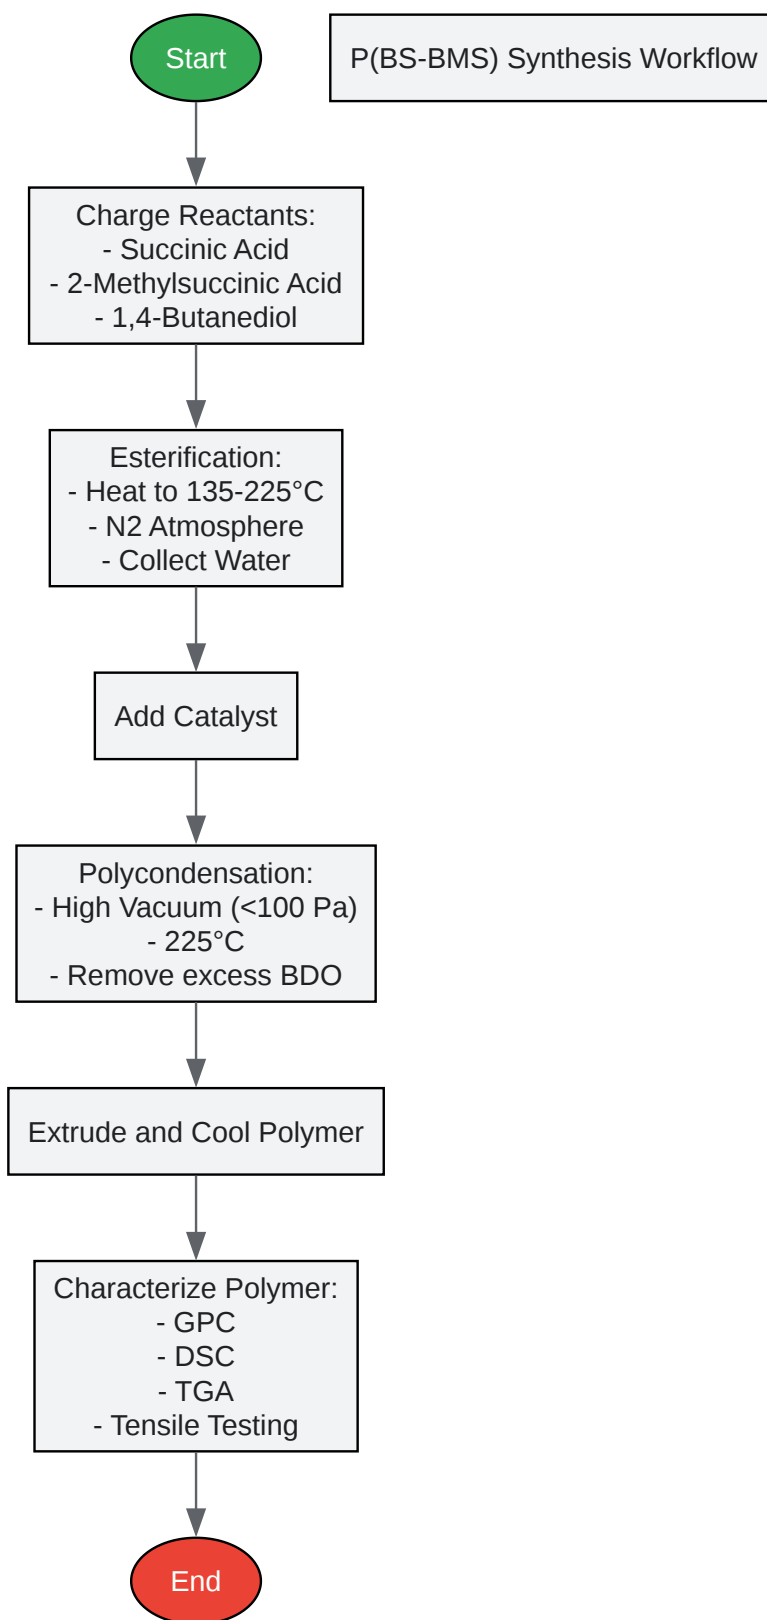 Start
P(BS-BMS) Synthesis Workflow
Charge Reactants:
- Succinic Acid
- 2-Methylsuccinic Acid
- 1,4-Butanediol
Esterification:
- Heat to 135-225°C
- N2 Atmosphere
- Collect Water
Add Catalyst
Polycondensation:
- High Vacuum (<100 Pa)
- 225°C
- Remove excess BDO
Extrude and Cool Polymer
Characterize Polymer:
- GPC
- DSC
- TGA
- Tensile Testing
End